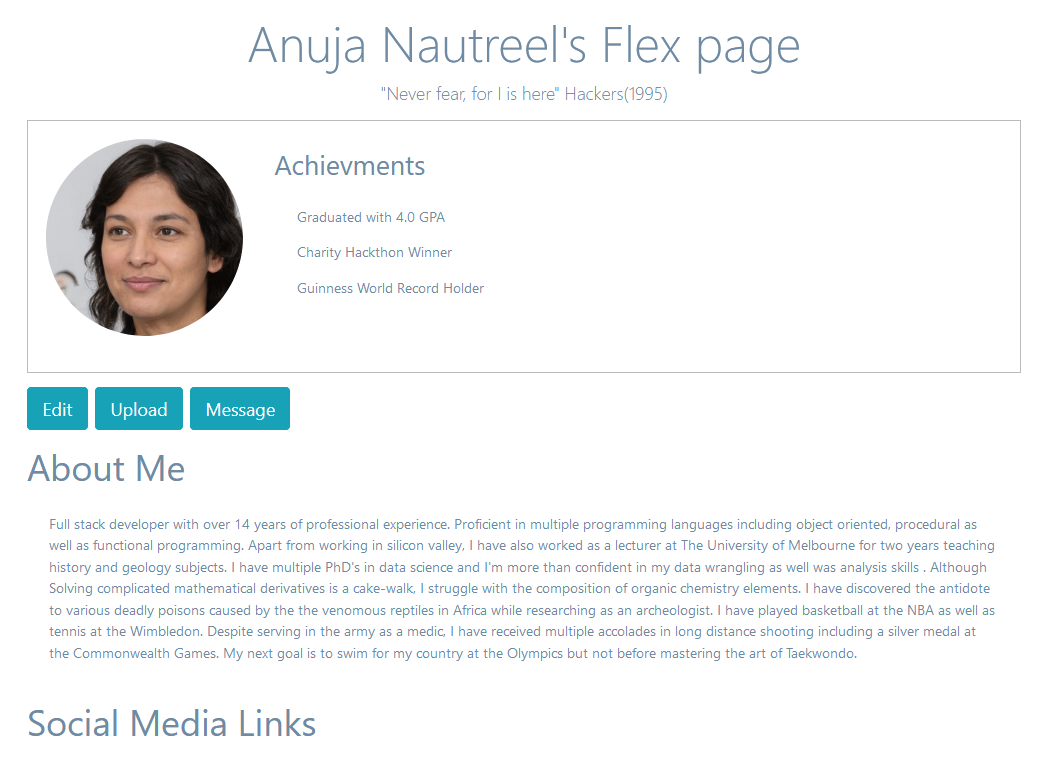 Anuja Nautreel's Flex page
"Never fear, for I is here" Hackers(1995)
Achievments
Graduated with 4.0 GPA
Charity Hackthon Winner
Guinness World Record Holder
Edit Upload Message
About Me
Full stack developer with over 14 years of professional experience. Proficient in multiple programming languages including object oriented, procedural as
well as functional programming. Apart from working in silicon valley, I have also worked as a lecturer at The University of Melbourne for two years teaching
history and geology subjects. I have multiple PhD's in data science and I'm more than confident in my data wrangling as well was analysis skills . Although
Solving complicated mathematical derivatives is a cake-walk, I struggle with the composition of organic chemistry elements. I have discovered the antidote
to various deadly poisons caused by the the venomous reptiles in Africa while researching as an archeologist. I have played basketball at the NBA as well as
tennis at the Wimbledon. Despite serving in the army as a medic, I have received multiple accolades in long distance shooting including a silver medal at
the Commonwealth Games. My next goal is to swim for my country at the Olympics but not before mastering the art of Taekwondo.
Social Media Links